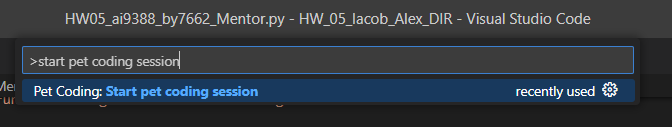 HW05_ai9388_by7662_Mentor.py - HW_05_Iacob_Alex_DIR - Visual Studio Code
>start pet coding session
Pet Coding: Start pet coding session recently used